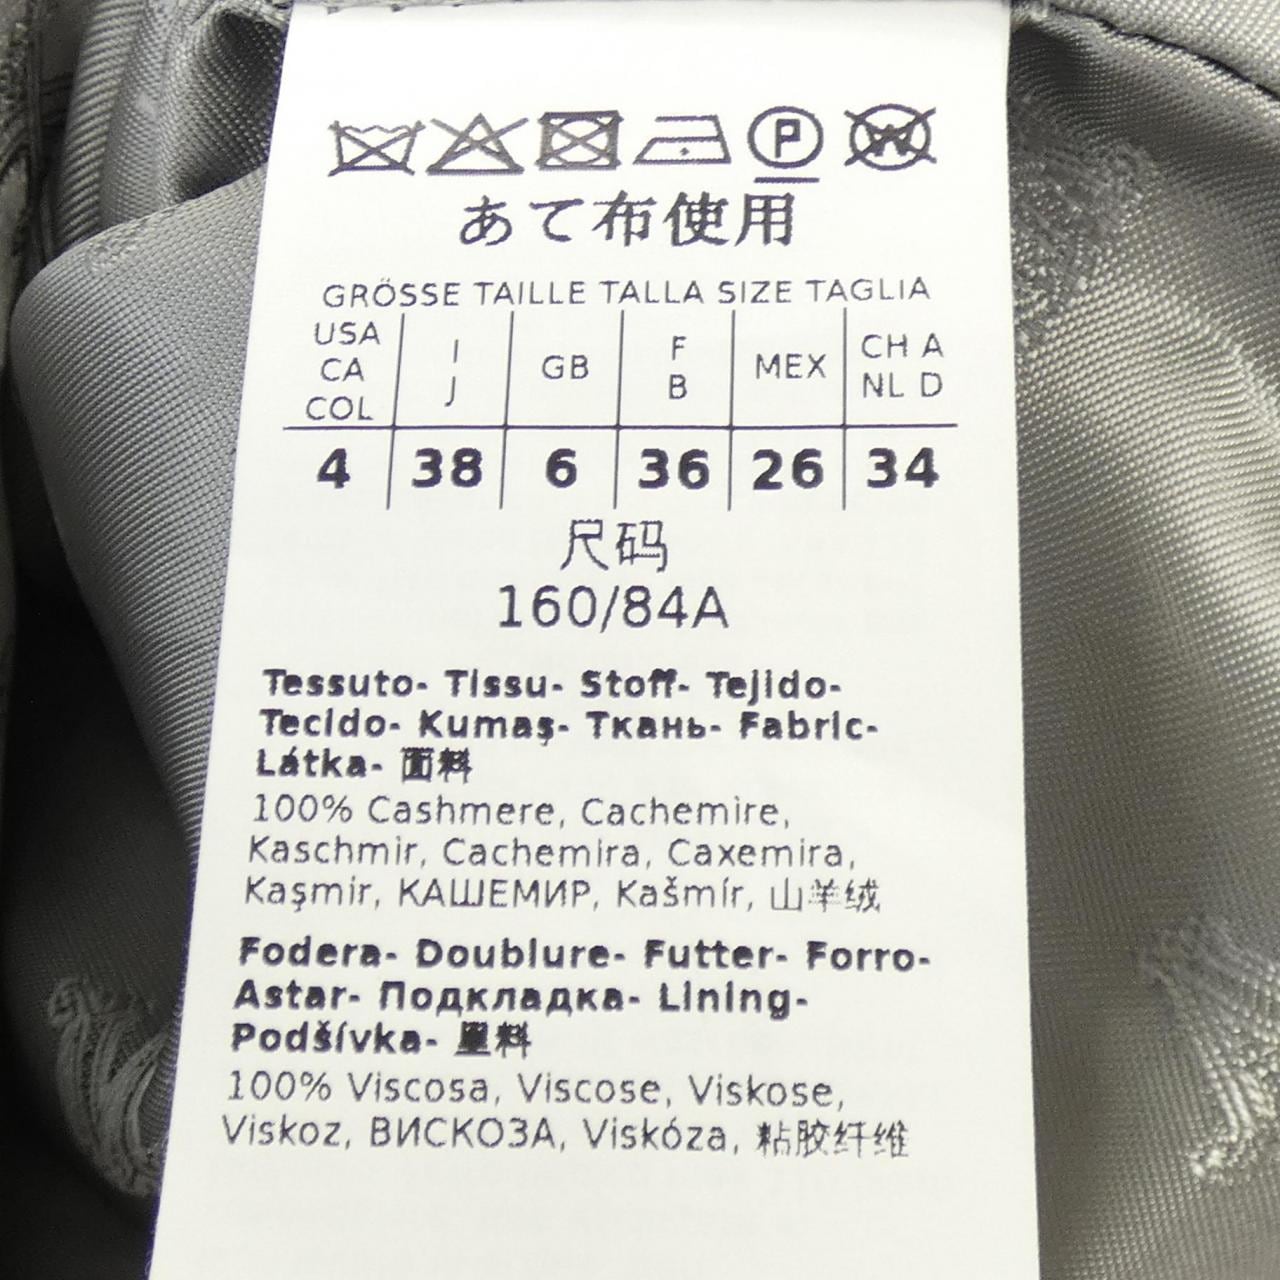 P
W
あて布使用
GRÖSSE TAILLE TALLA SIZE TAGLIA
USA CA COL I J GB F B MEX CH A NL D
4 38 6 36 26 34
尺码
160/84A
Tessuto- Tissu- Stoff- Tejido-
Tecido- Kumaş- Ткань- Fabric-
Látka- 面料
100% Cashmere, Cachemire,
Kaschmir, Cachemira, Caxemira,
Kaşmir, КАШЕМИР, Kašmír, 山羊绒
Fodera- Doublure- Futter- Forro-
Astar- Подкладка- Lining-
Podšívka- 里料
100% Viscosa, Viscose, Viskose,
Viskoz, ВИСКОЗА, Viskóza, 粘胶纤维